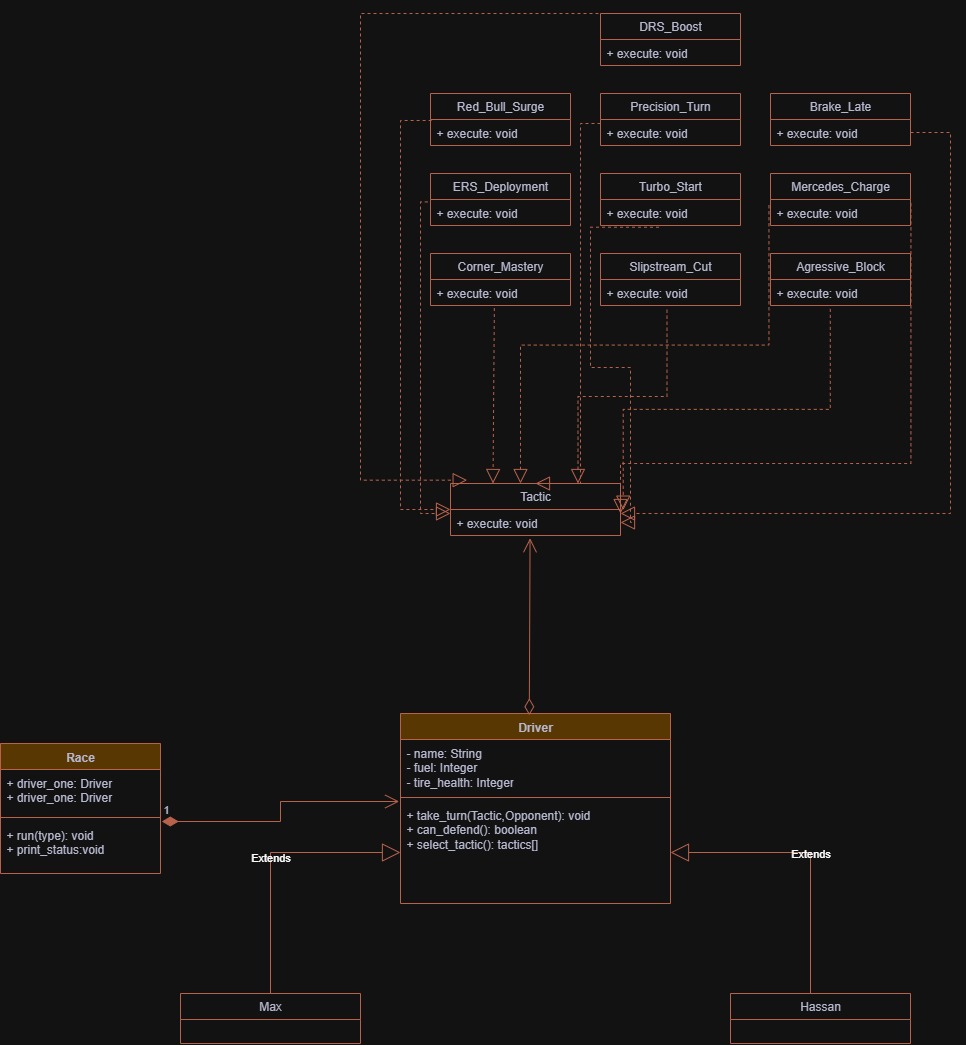 DRS_Boost
+ execute: void
Red_Bull_Surge
+ execute: void
Precision_Turn
+ execute: void
Brake_Late
+ execute: void
ERS_Deployment
+ execute: void
Turbo_Start
+ execute: void
Mercedes_Charge
+ execute: void
Corner_Mastery
+ execute: void
Slipstream_Cut
+ execute: void
Agressive_Block
+ execute: void
Tactic
+ execute: void
Driver
- name: String
- fuel: Integer
- tire_health: Integer
+ take_turn(Tactic,Opponent): void
+ can_defend(): boolean
+ select_tactic(): tactics[]
Race
+ driver_one: Driver
+ driver_one: Driver
+ run(type): void
+ print_status:void
1
Extends
Extends
Max
Hassan